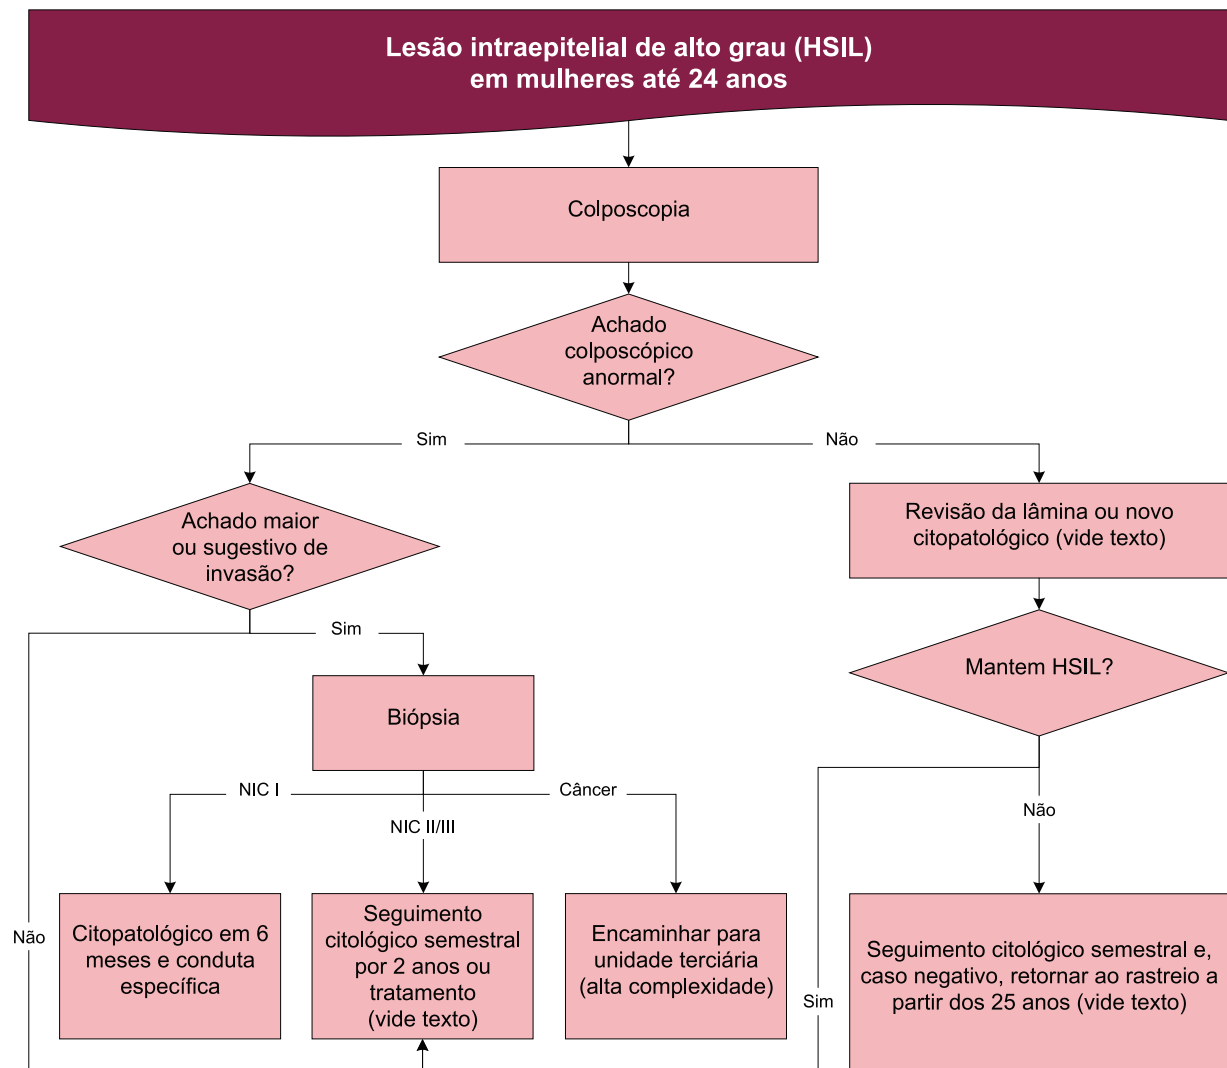 Lesão intraepitelial de alto grau (HSIL)
em mulheres até 24 anos
Colposcopia
Achado
colposcópico
anormal?
Sim
Não
Achado maior
ou sugestivo de
invasão?
Revisão da lâmina ou novo
citopatológico (vide texto)
Sim
Mantem HSIL?
Biópsia
NIC I
Câncer
NIC II/III
Não
Citopatológico em 6
meses e conduta
específica
Seguimento
citológico semestral
por 2 anos ou
tratamento
(vide texto)
Encaminhar para
unidade terciária
(alta complexidade)
Seguimento citológico semestral e,
caso negativo, retornar ao rastreio a
partir dos 25 anos (vide texto)
Não
Sim